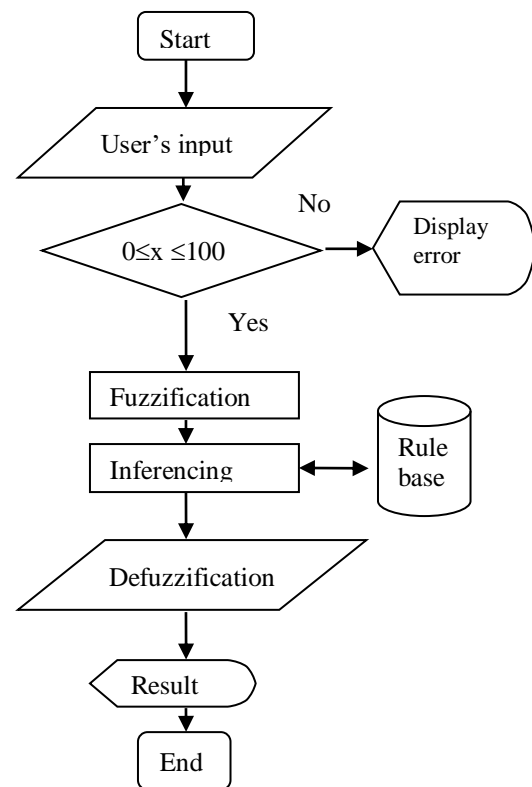 Start
User's input
No
Display
error
0≤x ≤100
Yes
Fuzzification
Inferencing
Rule
base
Defuzzification
Result
End